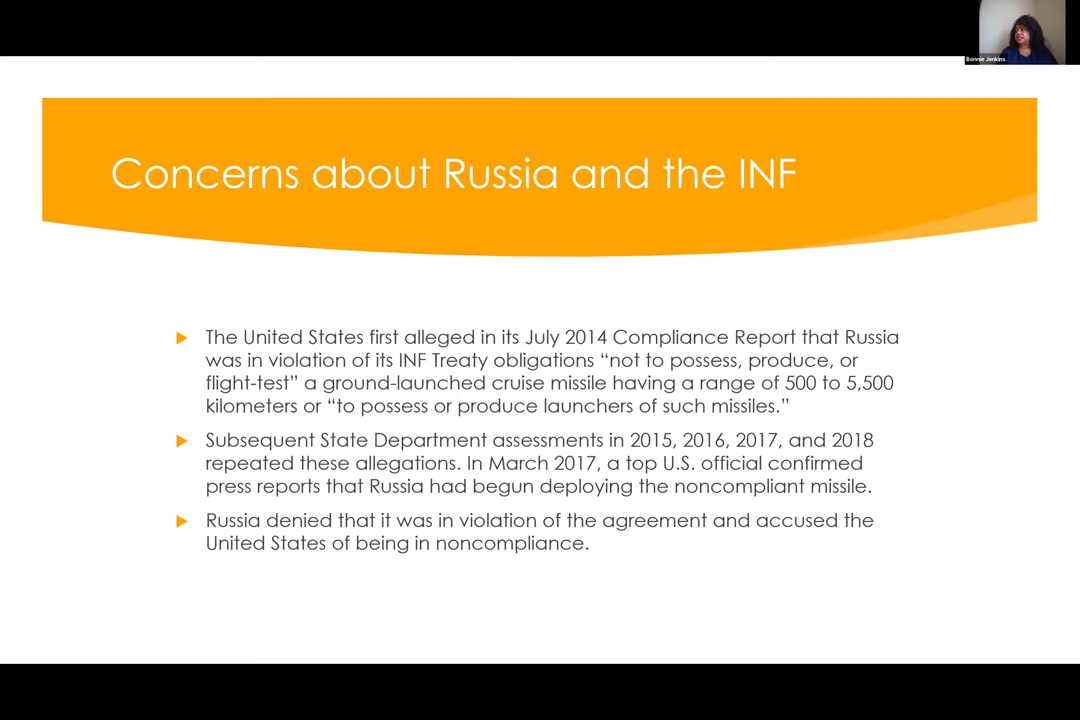 Bonnie Jenkins
Concerns about Russia and the INF
The United States first alleged in its July 2014 Compliance Report that Russia
was in violation of its INF Treaty obligations “not to possess, produce, or
flight-test” a ground-launched cruise missile having a range of 500 to 5,500
kilometers or “to possess or produce launchers of such missiles.”
Subsequent State Department assessments in 2015, 2016, 2017, and 2018
repeated these allegations. In March 2017, a top U.S. official confirmed
press reports that Russia had begun deploying the noncompliant missile.
Russia denied that it was in violation of the agreement and accused the
United States of being in noncompliance.